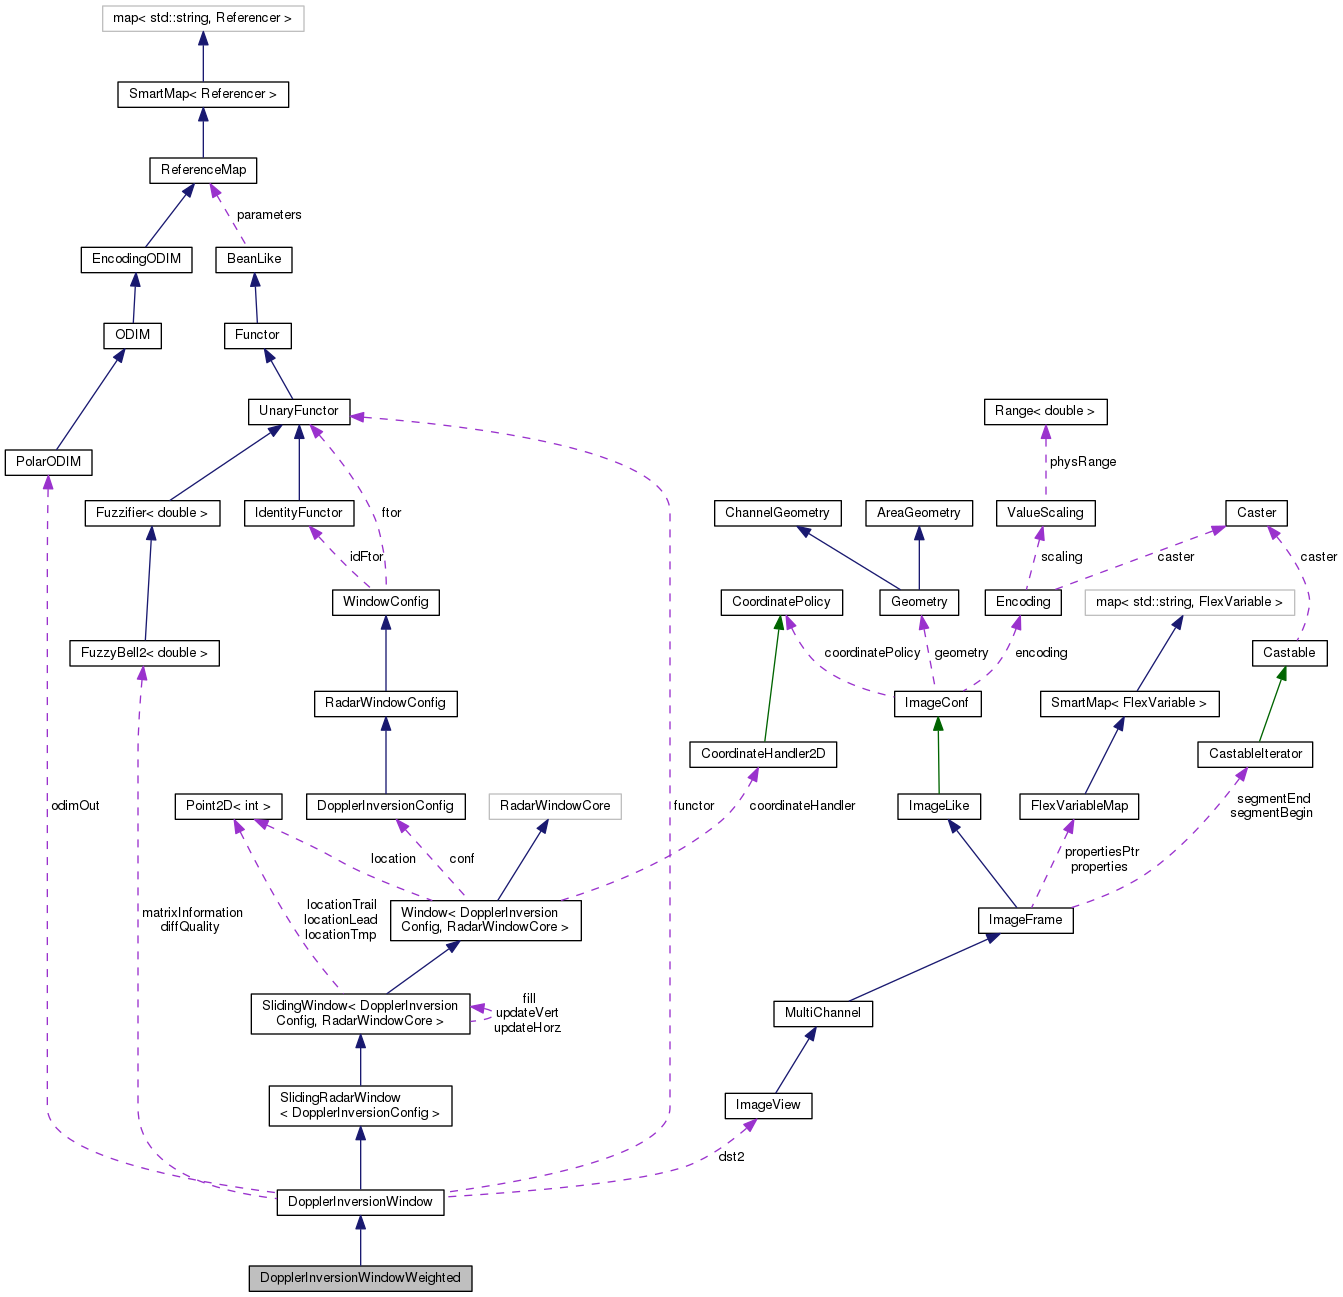 map< std::string, Referencer >
SmartMap< Referencer >
ReferenceMap
parameters
EncodingODIM
BeanLike
ODIM
Functor
UnaryFunctor
Range< double >
PolarODIM
physRange
Fuzzifier< double >
IdentityFunctor
ftor
ChannelGeometry
AreaGeometry
ValueScaling
Caster
idFtor
scaling
caster
caster
WindowConfig
CoordinatePolicy
Geometry
Encoding
map< std::string, FlexVariable >
FuzzyBell2< double >
coordinatePolicy
geometry
encoding
Castable
RadarWindowConfig
ImageConf
SmartMap< FlexVariable >
CoordinateHandler2D
CastableIterator
odimOut
Point2D< int >
DopplerInversionConfig
RadarWindowCore
functor
coordinateHandler
ImageLike
FlexVariableMap
segmentEnd
segmentBegin
location
conf
propertiesPtr
properties
matrixInformation
diffQuality
locationTrail
locationLead
locationTmp
Window< DopplerInversion
Config, RadarWindowCore >
ImageFrame
SlidingWindow< DopplerInversion
Config, RadarWindowCore >
fill
updateVert
updateHorz
MultiChannel
SlidingRadarWindow
< DopplerInversionConfig >
ImageView
dst2
DopplerInversionWindow
DopplerInversionWindowWeighted